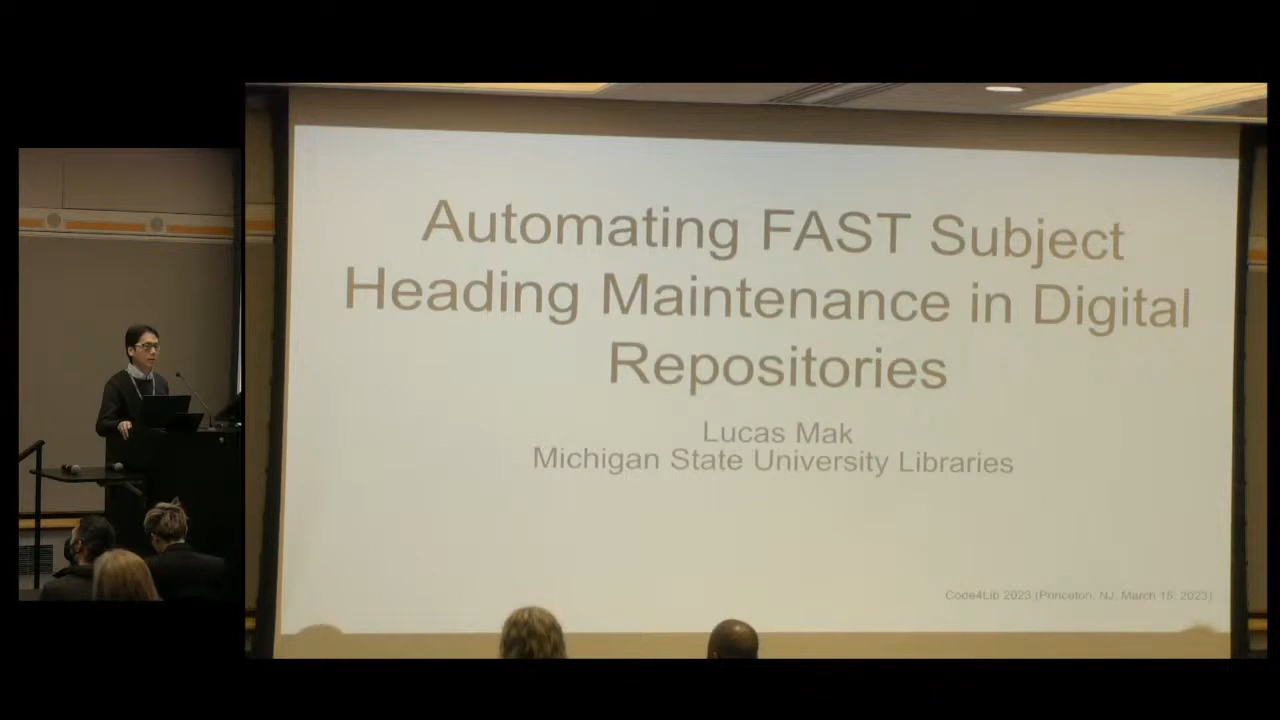 Automating FAST Subject
Heading Maintenance in Digital
Repositories
Lucas Mak
Michigan State University Libraries
Code4Lib 2023 (Princeton, NJ, March 15, 2023)